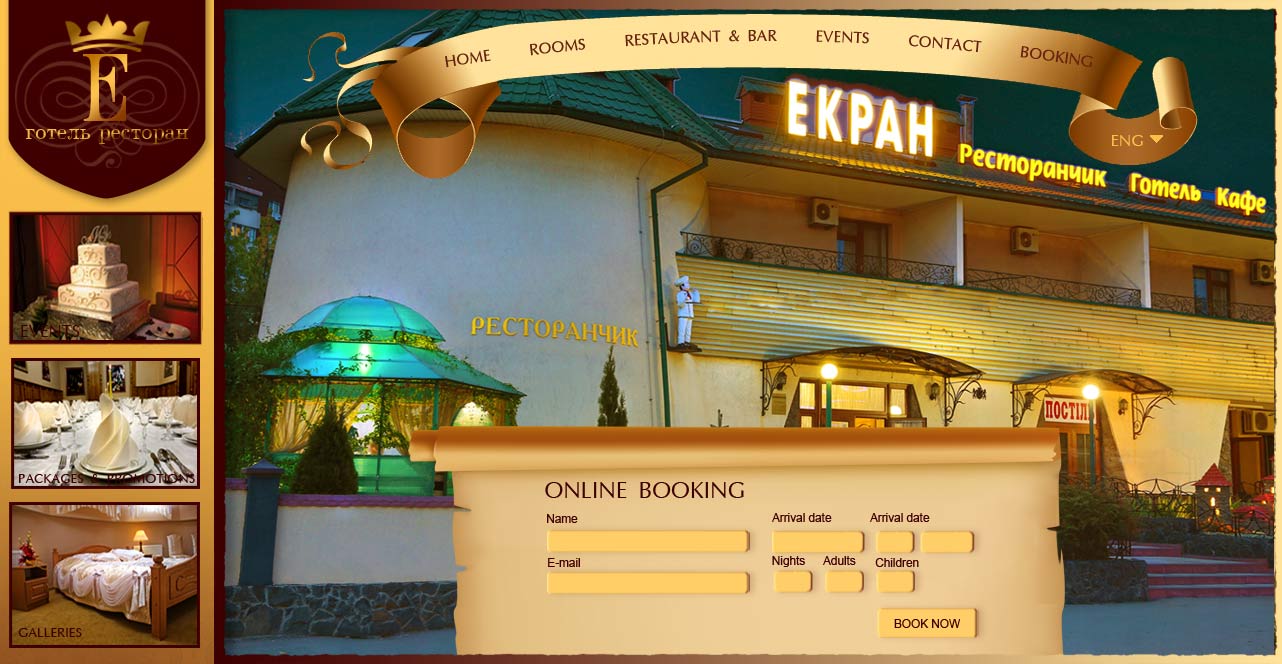 E
готель ресторан
EVENTS
PACKAGES & PROMOTIONS
GALLERIES
HOME
ROOMS
RESTAURANT & BAR
EVENTS
CONTACT
BOOKING
ENG
ЕКРАН
Ресторанчик Готель Кафе
РЕСТОРАНЧИК
ONLINE BOOKING
Name
Arrival date
Arrival date
E-mail
Nights
Adults
Children
BOOK NOW